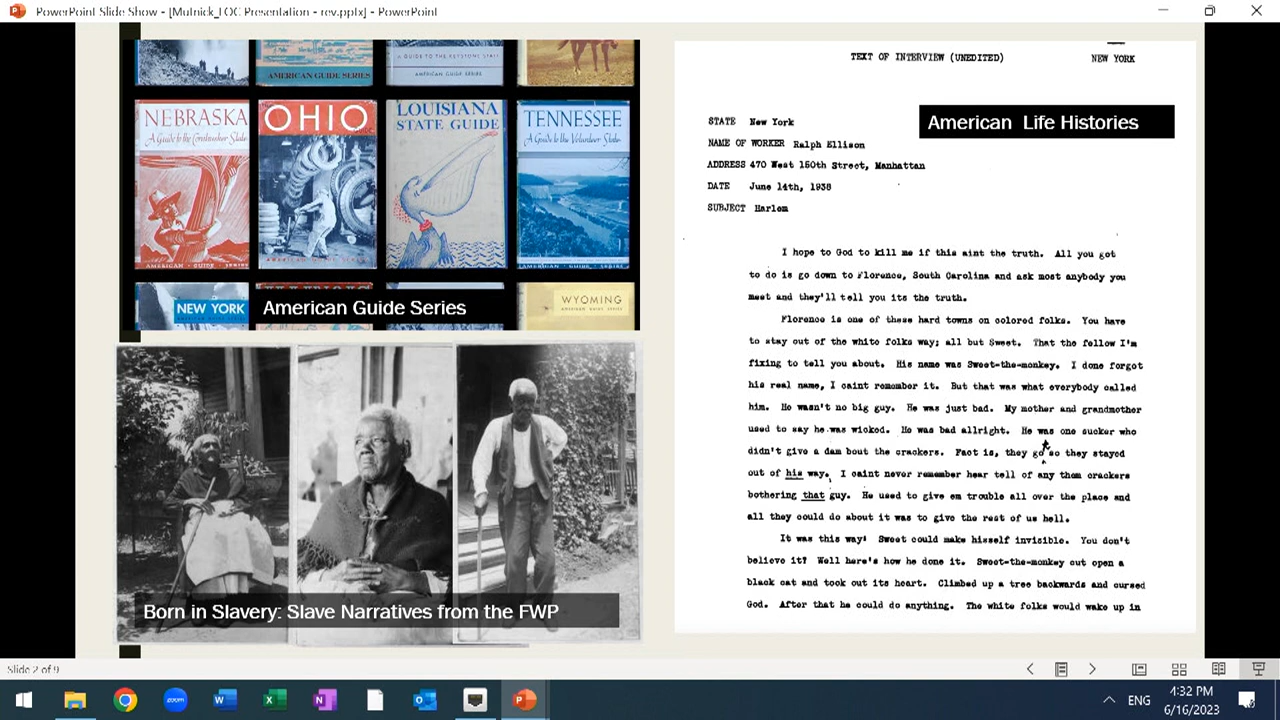 PowerPoint Slide Show - [Mutnick_LOC Presentation - rev.pptx] - PowerPoint
AMERICAN GUIDE SERIES
A GUIDE TO THE KEYSTONE STATE
AMERICAN GUIDE SERIES
NEBRASKA
A Guide to the Cornhusker State
AMERICAN · GUIDE · SERIES
OHIO
LOUISIANA
STATE GUIDE
TENNESSEE
A Guide to the Volunteer State
AMERICAN · GUIDE · SERIES
NEW YORK
WYOMING
American Guide Series
Born in Slavery: Slave Narratives from the FWP
TEXT OF INTERVIEW (UNEDITED)
NEW YORK
American Life Histories
STATE New York
NAME OF WORKER Ralph Ellison
ADDRESS 470 West 150th Street, Manhattan
DATE June 14th, 1938
SUBJECT Harlem
I hope to God to kill me if this aint the truth. All you got
to do is go down to Florence, South Carolina and ask most anybody you
meet and they'll tell you its the truth.
Florence is one of these hard towns on colored folks. You have
to stay out of the white folks way; all but Sweet. That the fellow I'm
fixing to tell you about. His name was Sweet-the-monkey. I done forgot
his real name, I caint remember it. But that was what everybody called
him. He wasn't no big guy. He was just bad. My mother and grandmother
used to say he was wicked. He was bad allright. He was one sucker who
didn't give a dam bout the crackers. Fact is, they got so they stayed
out of his way. I caint never remember hear tell of any them crackers
bothering that guy. He used to give em trouble all over the place and
all they could do about it was to give the rest of us hell.
It was this way: Sweet could make hisself invisible. You don't
believe it? Well here's how he done it. Sweet-the-monkey cut open a
black cat and took out its heart. Climbed up a tree backwards and cursed
God. After that he could do anything. The white folks would wake up in
Slide 2 of 9
zoom
ENG
4:32 PM
6/16/2023
3